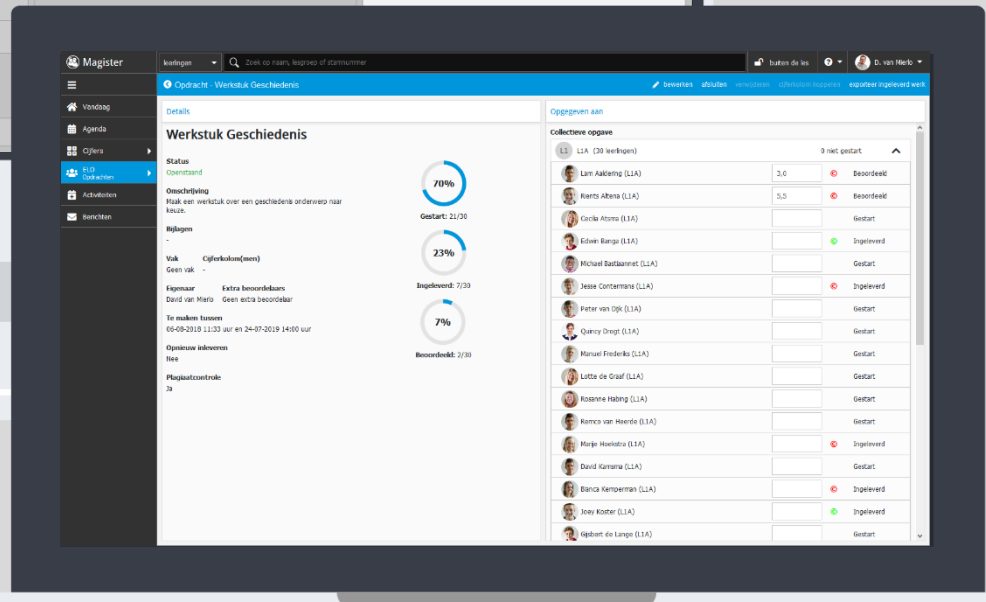 Magister
leerlingen
Zoek op naam, lesgroep of stamnummer
buiten de les
D. van Mierlo
Opdracht - Werkstuk Geschiedenis
bewerken afsluiten verwijderen cijferkolom koppelen exporteer ingeleverd werk
Vandaag
Agenda
Cijfers
ELO
Opdrachten
Activiteiten
Berichten
Details
Werkstuk Geschiedenis
Status
Openstaand
Omschrijving
Maak een werkstuk over een geschiedenis onderwerp naar
keuze.
Bijlagen
-
Vak Cijferkolom(men)
Geen vak -
Eigenaar Extra beoordelaars
David van Mierlo Geen extra beoordelaar
Te maken tussen
06-08-2018 11:33 uur en 24-07-2019 14:00 uur
Opnieuw inleveren
Nee
Plagiaatcontrole
Ja
70%
Gestart: 21/30
23%
Ingeleverd: 7/30
7%
Beoordeeld: 2/30
Opgegeven aan
Collectieve opgave
L1 L1A (30 leerlingen) 0 niet gestart
Lam Aaldering (L1A) 3,0 Beoordeeld
Rients Altena (L1A) 5,5 Beoordeeld
Cecilia Atsma (L1A) Gestart
Edwin Banga (L1A) Ingeleverd
Michael Bastiaannet (L1A) Gestart
Jesse Contermans (L1A) Ingeleverd
Peter van Dijk (L1A) Gestart
Quincy Drogt (L1A) Gestart
Manuel Frederiks (L1A) Gestart
Lotte de Graaf (L1A) Gestart
Rosanne Habing (L1A) Gestart
Remco van Heerde (L1A) Gestart
Marije Hoekstra (L1A) Ingeleverd
David Kamsma (L1A) Gestart
Bianca Kemperman (L1A) Ingeleverd
Joey Koster (L1A) Ingeleverd
Gijsbert de Lange (L1A) Gestart